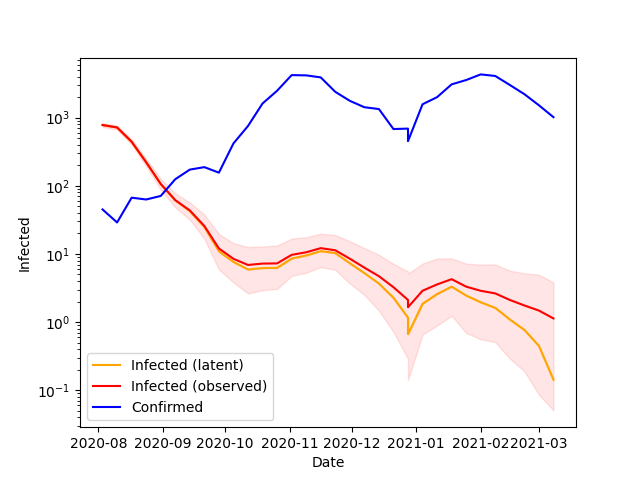 Infected
10³
10²
10¹
10⁰
10⁻¹
Infected (latent)
Infected (observed)
Confirmed
2020-08 2020-09 2020-10 2020-11 2020-12 2021-01 2021-02 2021-03
Date